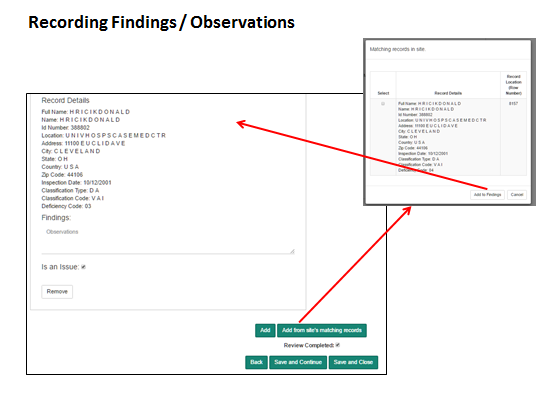 Recording Findings / Observations
Matching records in site
Select
Record Details
Record
Location
(Row
Number)
Full Name: H R I C I K D O N A L D
Name: H R I C I K D O N A L D
Id Number: 388802
Location: U N I V H O S P S C A S E M E D C T R
Address: 11100 E U C L I D A V E
City: C L E V E L A N D
State: O H
Country: U S A
Zip Code: 44106
Inspection Date: 10/12/2001
Classification Type: D A
Classification Code: V A I
Deficiency Code: 04
Add to Findings
Cancel
Record Details
Full Name: H R I C I K D O N A L D
Name: H R I C I K D O N A L D
Id Number: 388802
Location: U N I V H O S P S C A S E M E D C T R
Address: 11100 E U C L I D A V E
City: C L E V E L A N D
State: O H
Country: U S A
Zip Code: 44106
Inspection Date: 10/12/2001
Classification Type: D A
Classification Code: V A I
Deficiency Code: 03
Findings:
Observations
Is an Issue:
Remove
Add
Add from site's matching records
Review Completed:
Back
Save and Continue
Save and Close